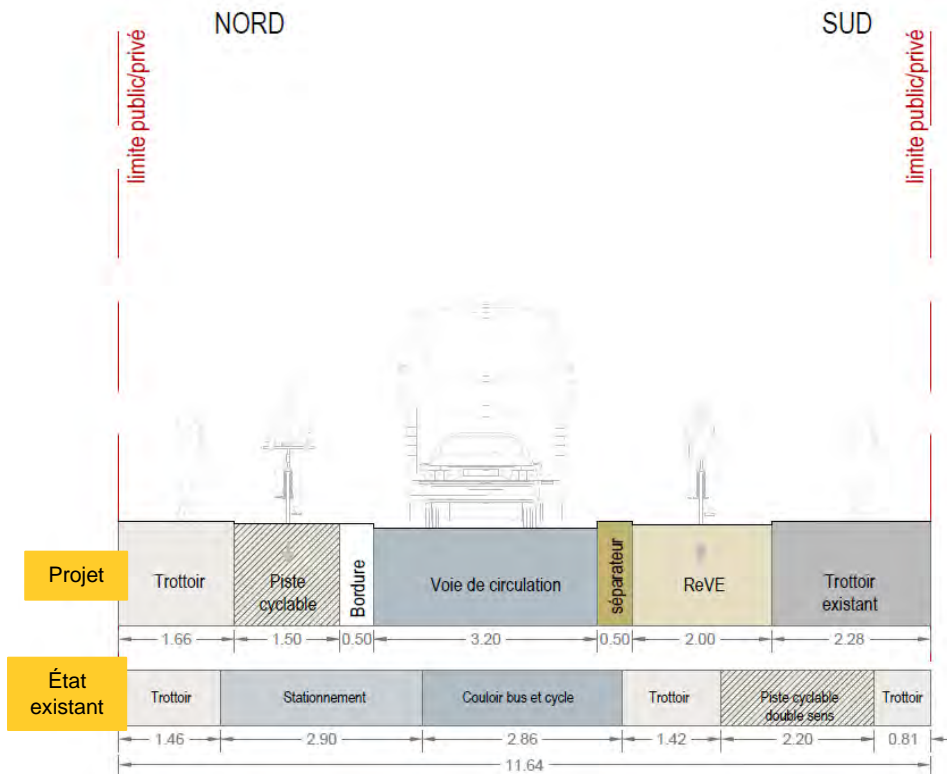 NORD
SUD
limite public/privé
limite public/privé
Projet
Trottoir
Piste
cyclable
Bordure
Voie de circulation
séparateur
ReVE
Trottoir
existant
1.66
1.50
0.50
3.20
0.50
2.00
2.28
État
existant
Trottoir
Stationnement
Couloir bus et cycle
Trottoir
Piste cyclable
double sens
Trottoir
1.46
2.90
2.86
1.42
2.20
0.81
11.64